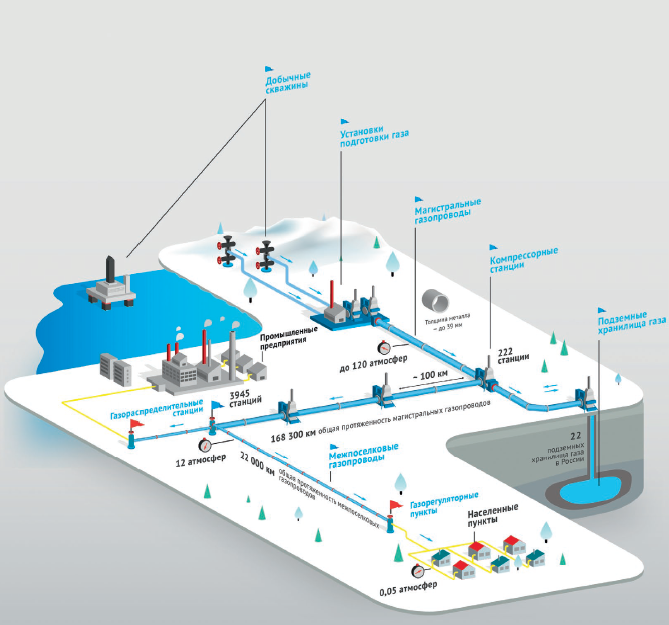 Добычные
скважины
Установки
подготовки газа
Магистральные
газопроводы
Компрессорные
станции
Подземные
хранилища газа
Толщина металла
– до 39 мм
Промышленные
предприятия
до 120 атмосфер
222
станции
~ 100 км
3945
станций
Газораспределительные
станции
168 300 км общая протяженность магистральных газопроводов
12 атмосфер
22 000 км общая протяженность межпоселковых
газопроводов
Межпоселковые
газопроводы
22
подземных
хранилища газа
в России
Газорегуляторные
пункты
Населенные
пункты
0,05 атмосфер